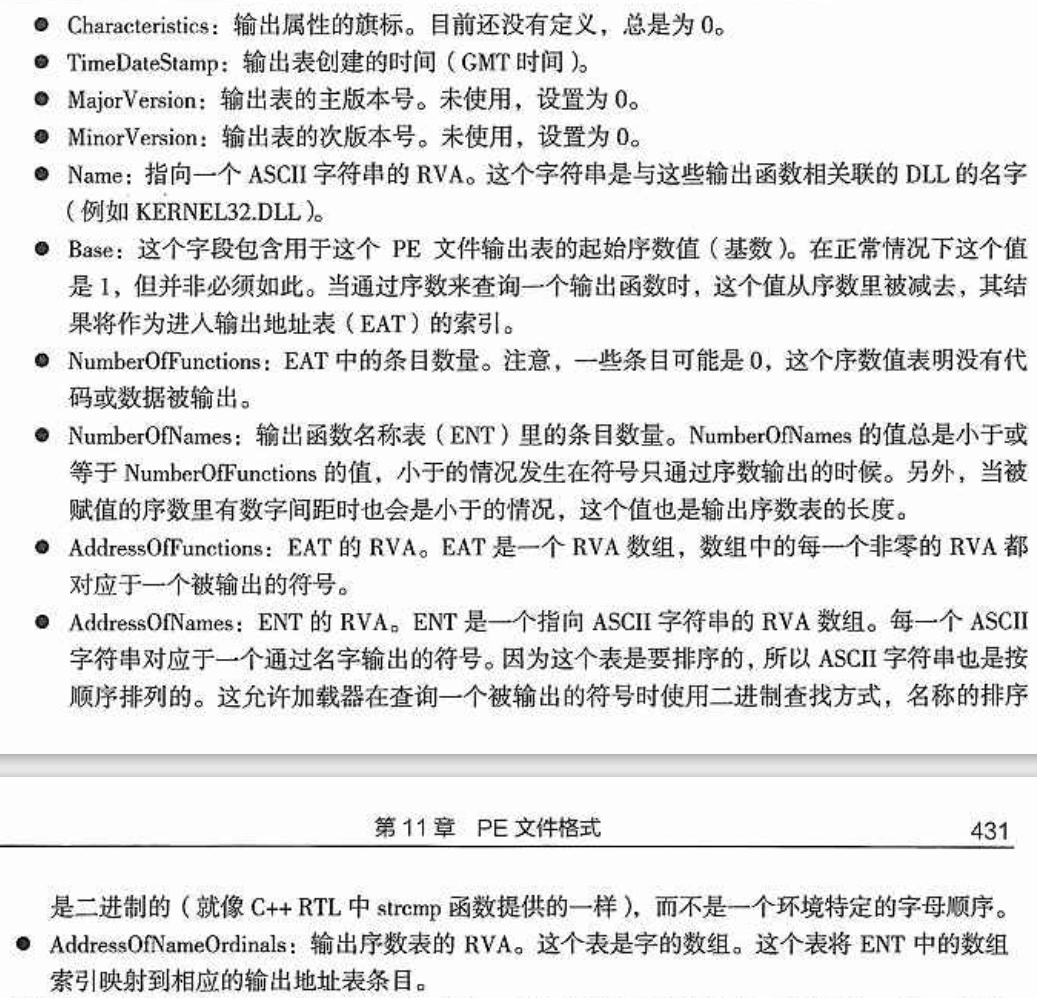 ● Characteristics：输出属性的旗标。目前还没有定义，总是为 0。
● TimeDateStamp：输出表创建的时间（GMT 时间）。
● MajorVersion：输出表的主版本号。未使用，设置为 0。
● MinorVersion：输出表的次版本号。未使用，设置为 0。
● Name：指向一个 ASCII 字符串的 RVA。这个字符串是与这些输出函数相关联的 DLL 的名字
（例如 KERNEL32.DLL）。
● Base：这个字段包含用于这个 PE 文件输出表的起始序数值（基数）。在正常情况下这个值
是 1，但并非必须如此。当通过序数来查询一个输出函数时，这个值从序数里被减去，其结
果将作为进入输出地址表（EAT）的索引。
● NumberOfFunctions：EAT 中的条目数量。注意，一些条目可能是 0，这个序数值表明没有代
码或数据被输出。
● NumberOfNames：输出函数名称表（ENT）里的条目数量。NumberOfNames 的值总是小于或
等于 NumberOfFunctions 的值，小于的情况发生在符号只通过序数输出的时候。另外，当被
赋值的序数里有数字间距时也会是小于的情况，这个值也是输出序数表的长度。
● AddressOfFunctions：EAT 的 RVA。EAT 是一个 RVA 数组，数组中的每一个非零的 RVA 都
对应于一个被输出的符号。
● AddressOfNames：ENT 的 RVA。ENT 是一个指向 ASCII 字符串的 RVA 数组。每一个 ASCII
字符串对应于一个通过名字输出的符号。因为这个表是要排序的，所以 ASCII 字符串也是按
顺序排列的。这允许加载器在查询一个被输出的符号时使用二进制查找方式，名称的排序
第 11 章 PE 文件格式 431
是二进制的（就像 C++ RTL 中 strcmp 函数提供的一样），而不是一个环境特定的字母顺序。
● AddressOfNameOrdinals：输出序数表的 RVA。这个表是字的数组。这个表将 ENT 中的数组
索引映射到相应的输出地址表条目。